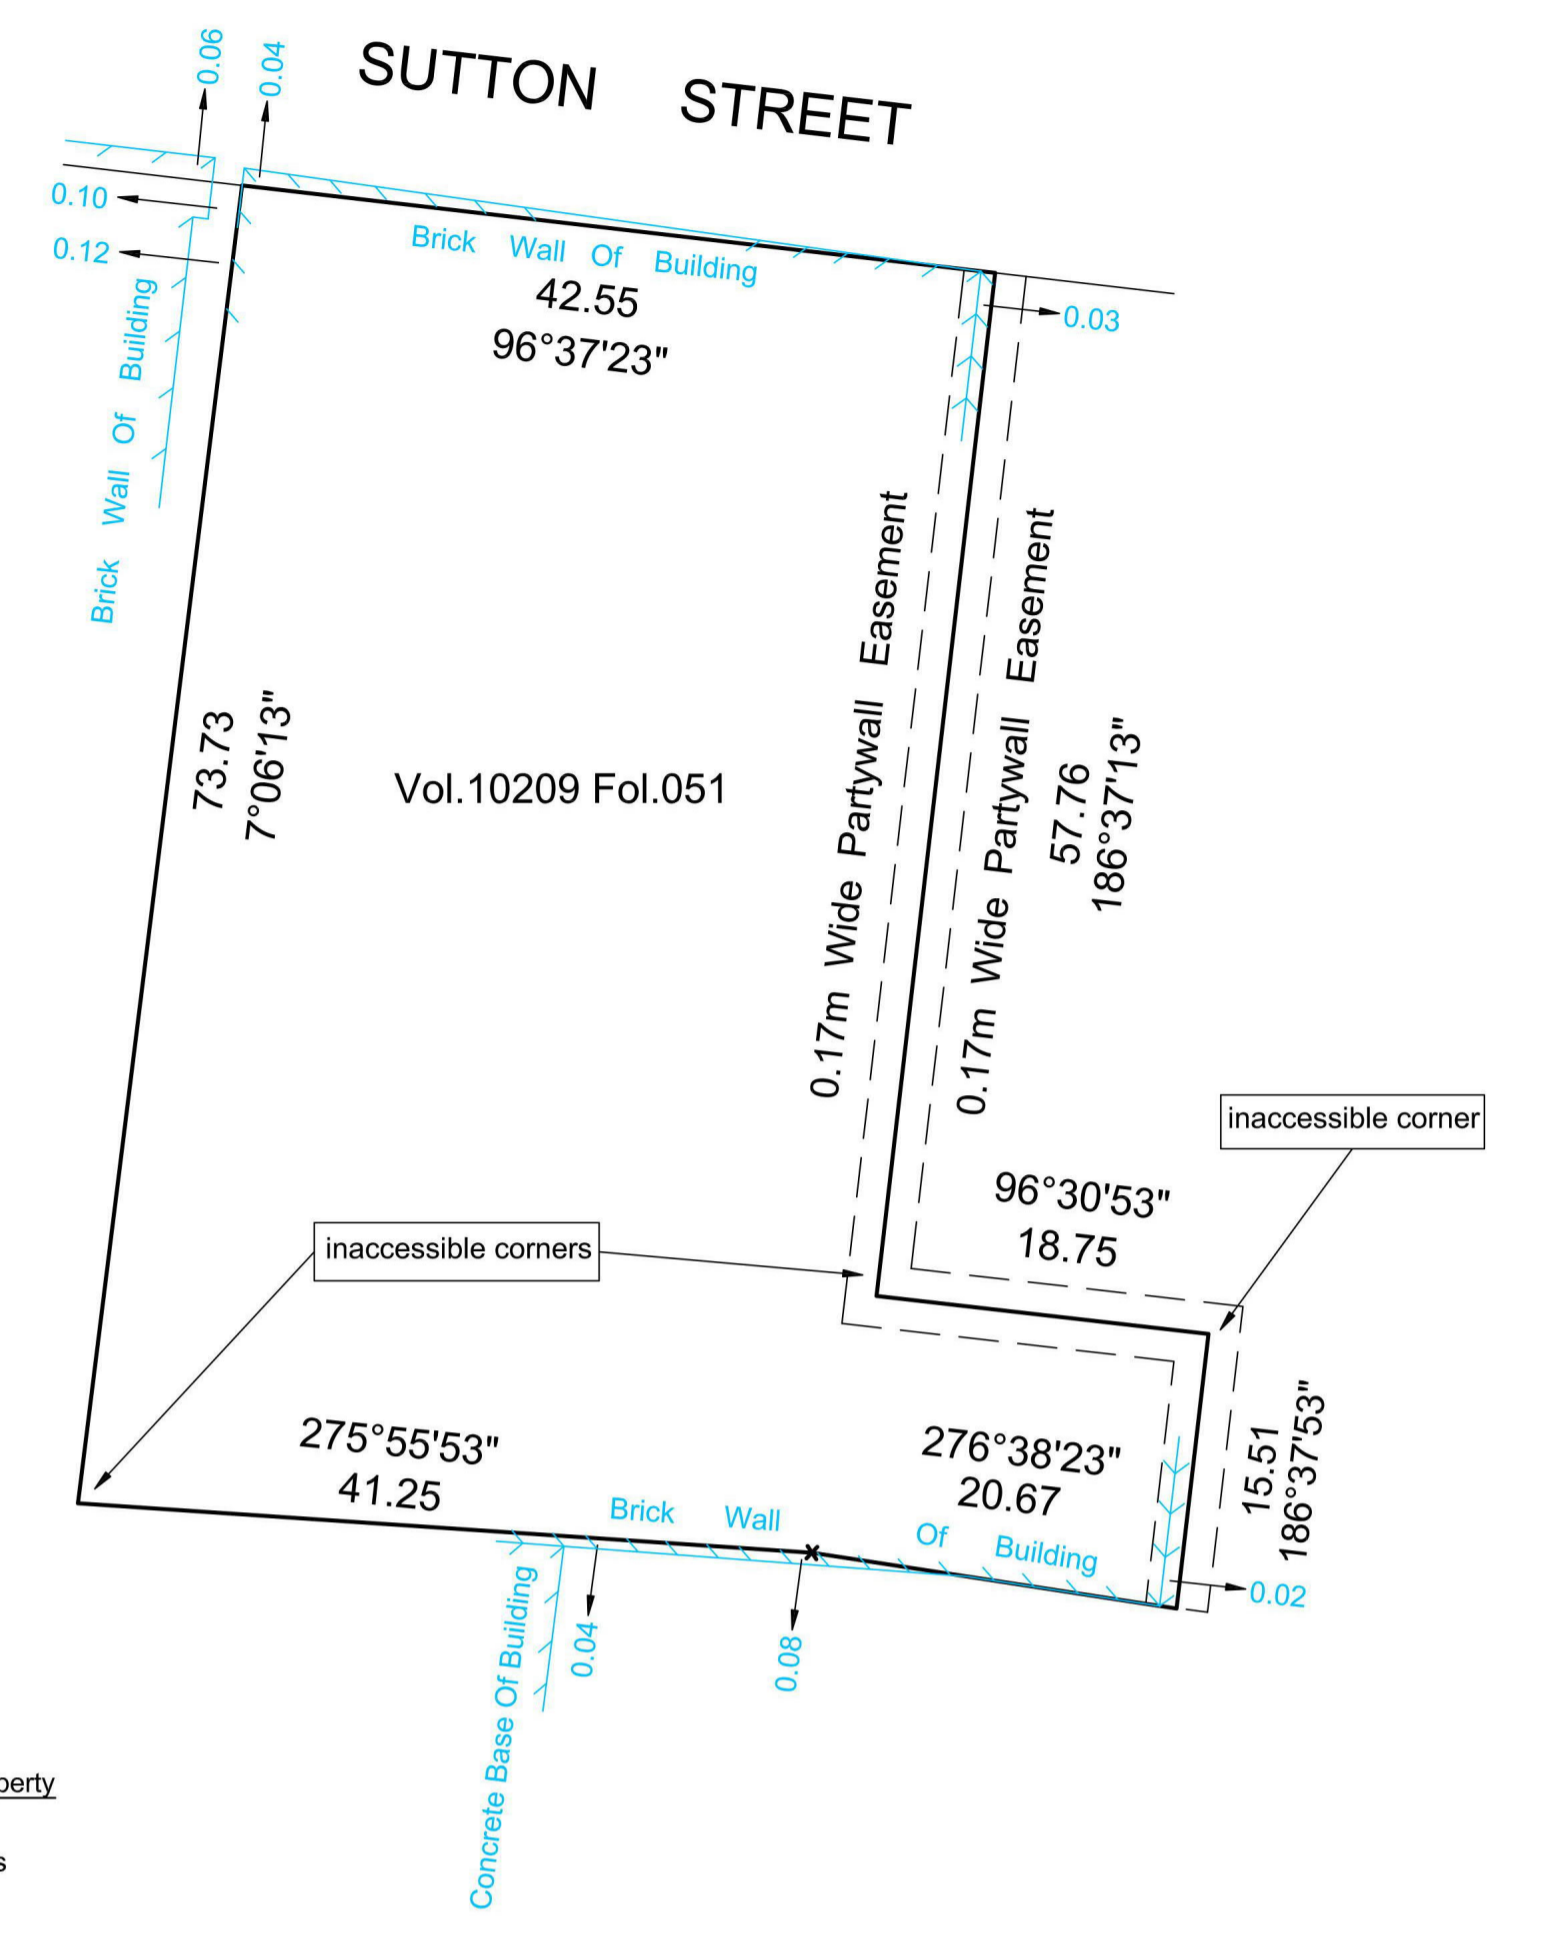 0.06
0.04
SUTTON STREET
0.10
0.12
Brick Wall Of Building
42.55
96°37'23"
0.03
Brick Wall Of Building
73.73
7°06'13"
Vol.10209 Fol.051
0.17m Wide Partywall Easement
0.17m Wide Partywall Easement
57.76
186°37'13"
inaccessible corner
96°30'53"
18.75
inaccessible corners
275°55'53"
41.25
276°38'23"
20.67
15.51
186°37'53"
Brick Wall Of Building
0.02
Concrete Base Of Building
0.04
0.08
perty
s